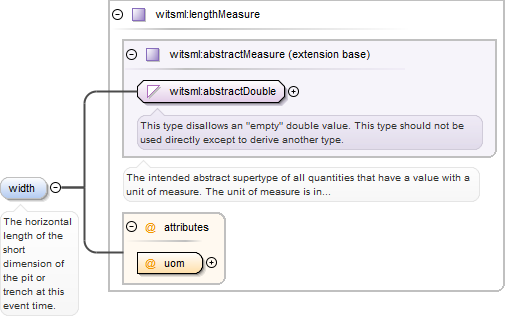 witsml:lengthMeasure
witsml:abstractMeasure (extension base)
witsml:abstractDouble
This type disallows an "empty" double value. This type should not be
used directly except to derive another type.
The intended abstract supertype of all quantities that have a value with a
unit of measure. The unit of measure is in...
width
The horizontal
length of the
short
dimension of
the pit or
trench at this
event time.
@ attributes
@ uom